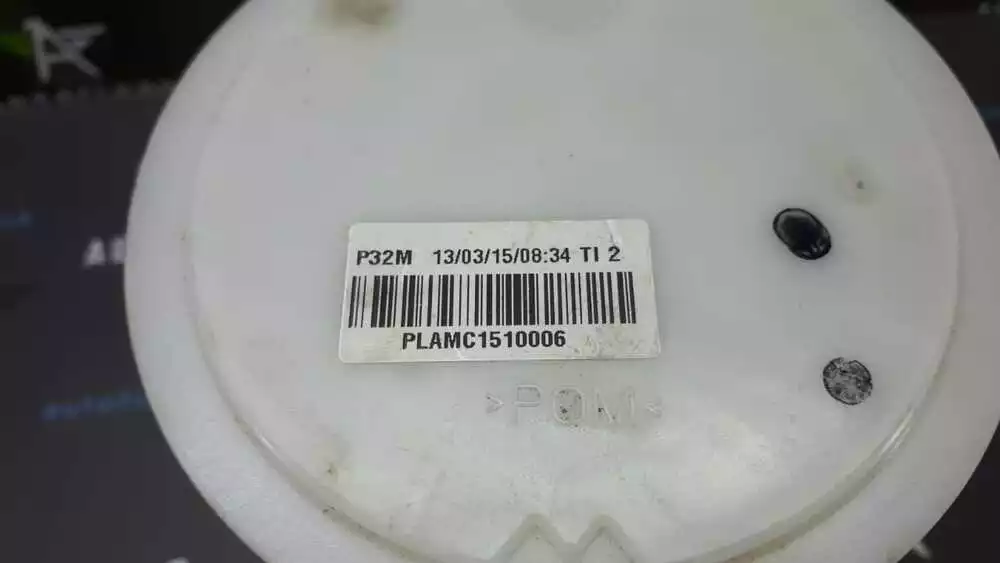 P32M 13/03/15/08:34 TI 2
PLAMC1510006
>POM<